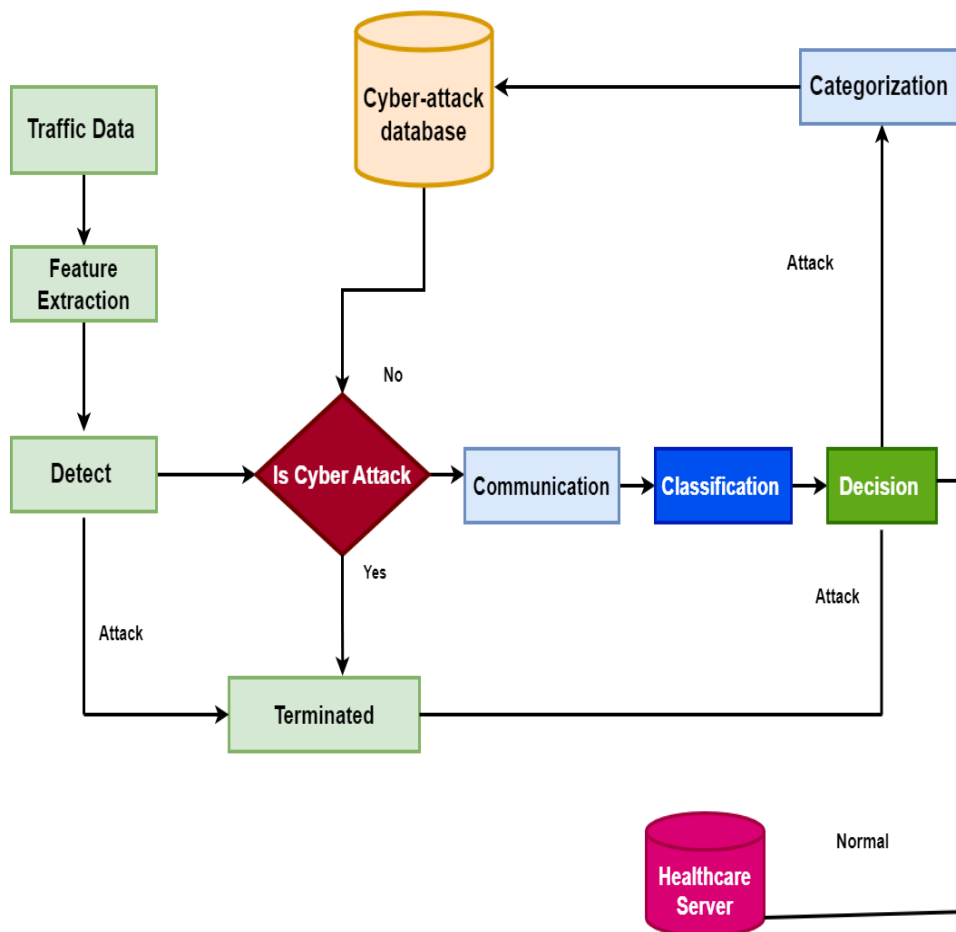 Cyber-attack
database
Categorization
Traffic Data
Feature
Extraction
Attack
No
Detect
Is Cyber Attack
Communication
Classification
Decision
Yes
Attack
Attack
Terminated
Normal
Healthcare
Server